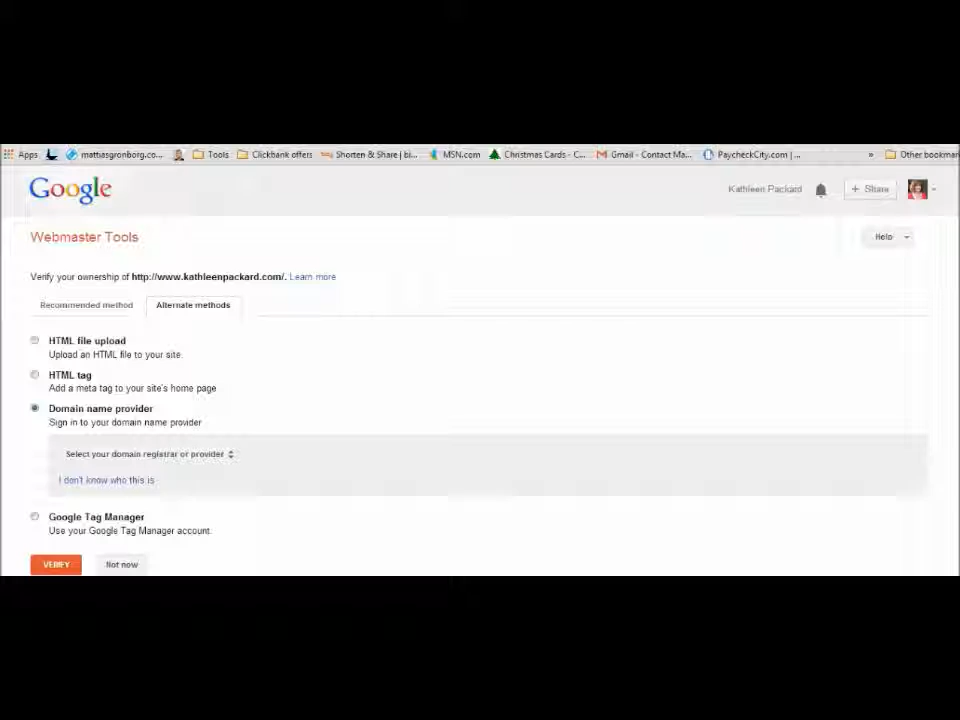 Apps mattiasgronborg.co... Tools Clickbank offers Shorten & Share | bi... MSN.com Christmas Cards - C... Gmail - Contact Ma... PaycheckCity.com | ... » Other bookmar
Google Kathleen Packard + Share
Webmaster Tools Help
Verify your ownership of http://www.kathleenpackard.com/. Learn more
Recommended method Alternate methods
HTML file upload
Upload an HTML file to your site.
HTML tag
Add a meta tag to your site's home page
Domain name provider
Sign in to your domain name provider
Select your domain registrar or provider
I don't know who this is
Google Tag Manager
Use your Google Tag Manager account.
VERIFY Not now